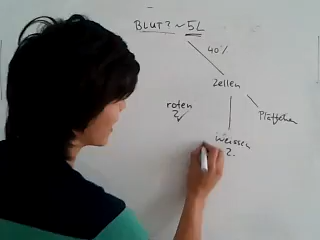 BLUT? ~ 5L
40%
Zellen
roten
Z
Plättchen
weissen
Z.